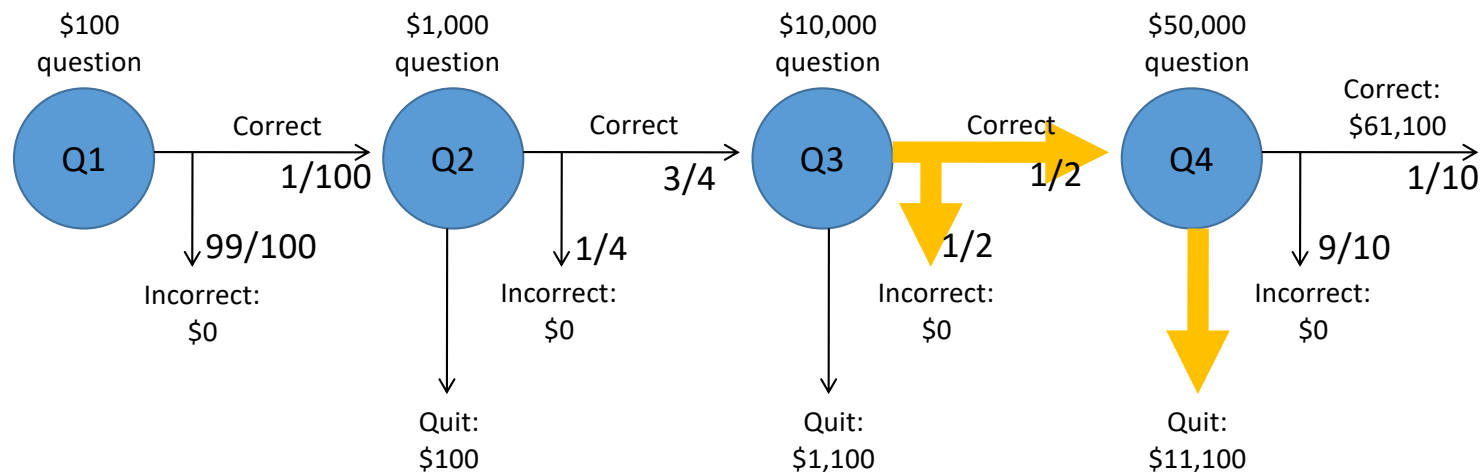 $100
question
$1,000
question
$10,000
question
$50,000
question
Q1
Correct
1/100
99/100
Incorrect:
$0
Q2
Correct
3/4
1/4
Incorrect:
$0
Quit:
$100
Q3
Correct
1/2
1/2
Incorrect:
$0
Quit:
$1,100
Q4
Correct:
$61,100
1/10
9/10
Incorrect:
$0
Quit:
$11,100